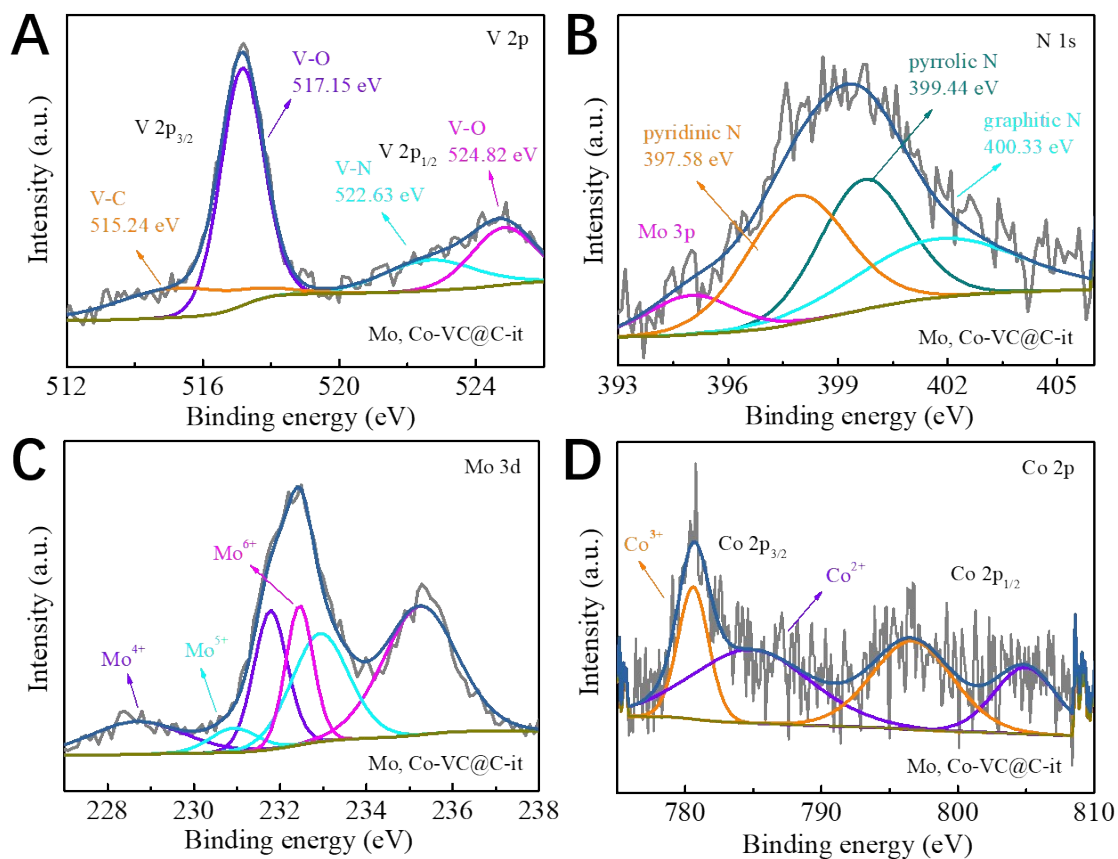 A
V 2p
V-O
517.15 eV
V 2p3/2
V-O
524.82 eV
V 2p1/2
V-N
522.63 eV
V-C
515.24 eV
Mo, Co-VC@C-it
Intensity (a.u.)
512 516 520 524
Binding energy (eV)
B
N 1s
pyrrolic N
399.44 eV
pyridinic N
397.58 eV
graphitic N
400.33 eV
Mo 3p
Mo, Co-VC@C-it
Intensity (a.u.)
393 396 399 402 405
Binding energy (eV)
C
Mo 3d
Mo6+
Mo4+
Mo5+
Mo, Co-VC@C-it
Intensity (a.u.)
228 230 232 234 236 238
Binding energy (eV)
D
Co 2p
Co3+
Co 2p3/2
Co2+
Co 2p1/2
Mo, Co-VC@C-it
Intensity (a.u.)
780 790 800 810
Binding energy (eV)